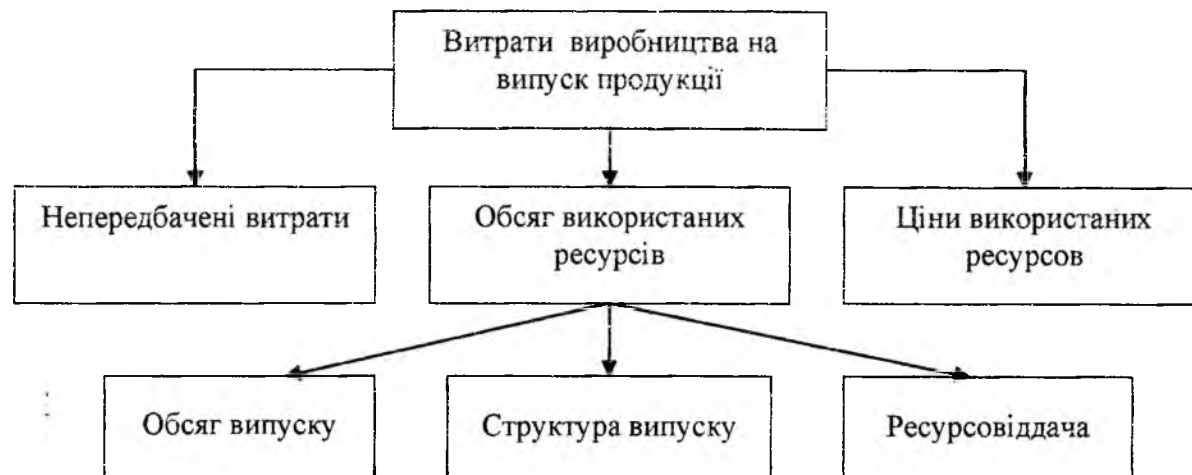 Витрати виробництва на
випуск продукції
Непередбачені витрати
Обсяг використаних
ресурсів
Ціни використаних
ресурсов
Обсяг випуску
Структура випуску
Ресурсовіддача